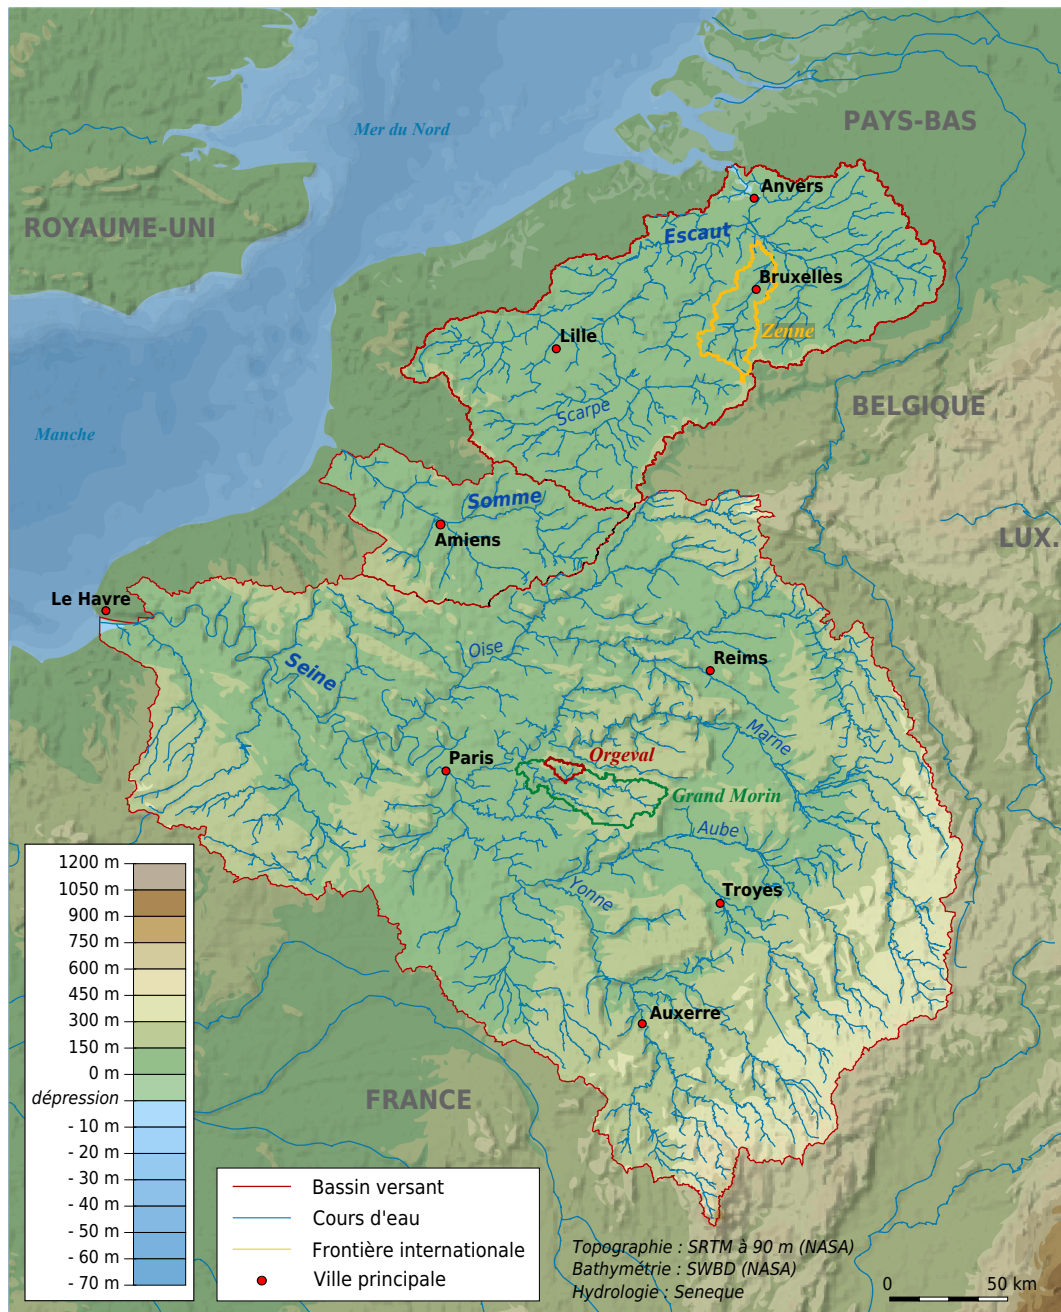 Mer du Nord
PAYS-BAS
ROYAUME-UNI
Anvers
Escaut
Bruxelles
Zenne
Lille
Scarpe
BELGIQUE
Manche
Somme
Amiens
LUX.
Le Havre
Oise
Seine
Reims
Marne
Paris
Orgeval
Grand Morin
Aube
Yonne
Troyes
Auxerre
FRANCE
1200 m
1050 m
900 m
750 m
600 m
450 m
300 m
150 m
0 m
dépression
- 10 m
- 20 m
- 30 m
- 40 m
- 50 m
- 60 m
- 70 m
Bassin versant
Cours d'eau
Frontière internationale
Ville principale
Topographie : SRTM à 90 m (NASA)
Bathymétrie : SWBD (NASA)
Hydrologie : Seneque
0 50 km